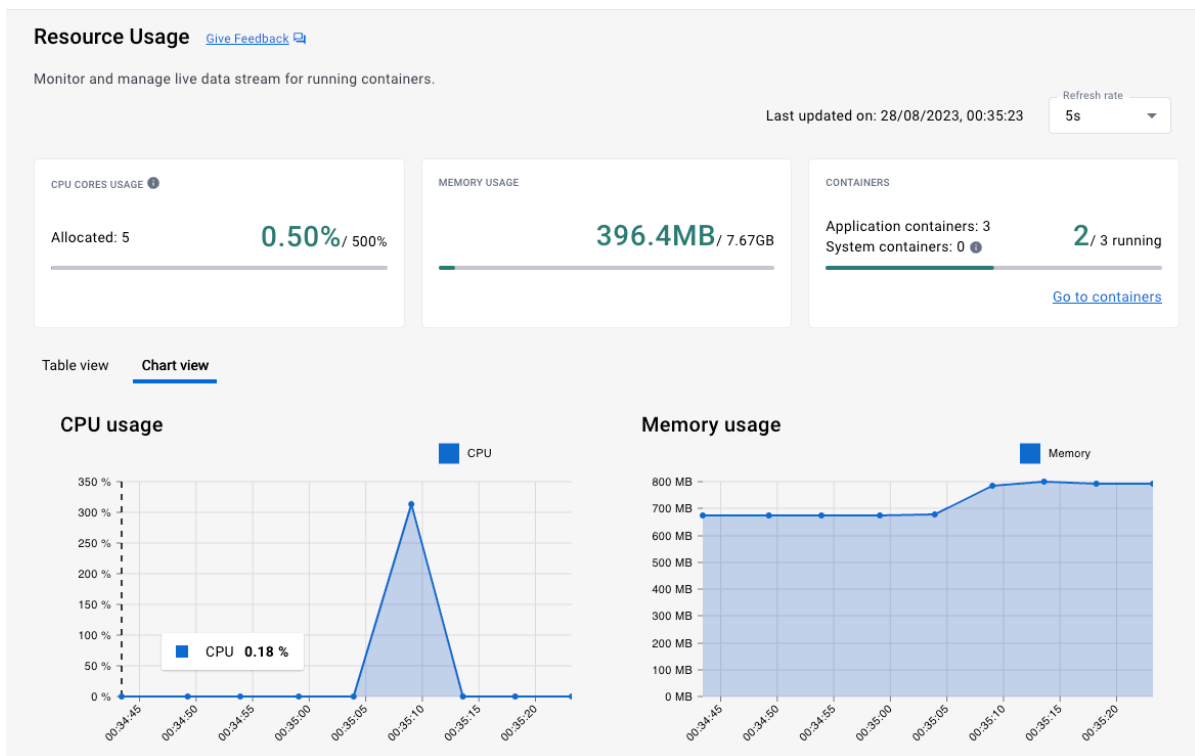 Resource Usage Give Feedback
Monitor and manage live data stream for running containers.
Refresh rate
Last updated on: 28/08/2023, 00:35:23 5s
CPU CORES USAGE
Allocated: 5 0.50% / 500%
MEMORY USAGE
396.4MB / 7.67GB
CONTAINERS
Application containers: 3
System containers: 0
2 / 3 running
Go to containers
Table view Chart view
CPU usage
CPU
350 %
300 %
250 %
200 %
150 %
100 %
50 %
0 %
CPU 0.18 %
00:34:45 00:34:50 00:34:55 00:35:00 00:35:05 00:35:10 00:35:15 00:35:20
Memory usage
Memory
800 MB
700 MB
600 MB
500 MB
400 MB
300 MB
200 MB
100 MB
0 MB
00:34:45 00:34:50 00:34:55 00:35:00 00:35:05 00:35:10 00:35:15 00:35:20